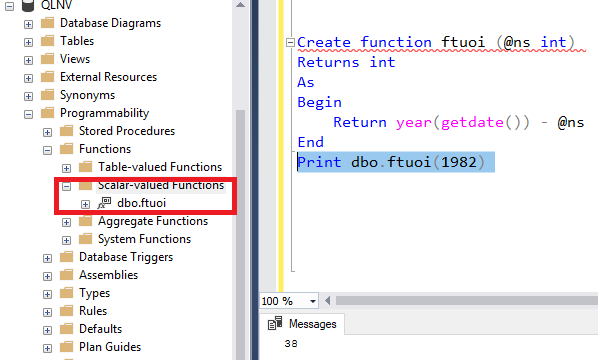 QLNV
Database Diagrams
Tables
Views
External Resources
Synonyms
Programmability
Stored Procedures
Functions
Table-valued Functions
Scalar-valued Functions
dbo.ftuoi
Aggregate Functions
System Functions
Database Triggers
Assemblies
Types
Rules
Defaults
Plan Guides
Create function ftuoi (@ns int)
Returns int
As
Begin
Return year(getdate()) - @ns
End
Print dbo.ftuoi(1982)
100 %
Messages
38